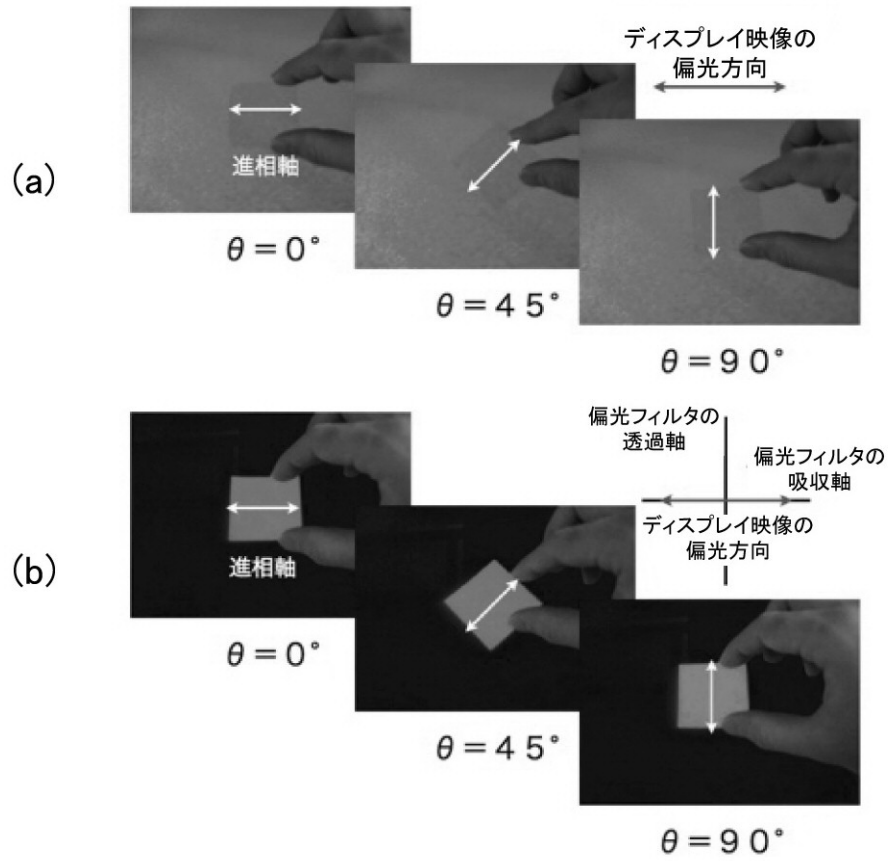 ディスプレイ映像の
偏光方向
(a)
進相軸
θ=0°
θ=45°
θ=90°
偏光フィルタの
透過軸
偏光フィルタの
吸収軸
ディスプレイ映像の
偏光方向
(b)
進相軸
θ=0°
θ=45°
θ=90°